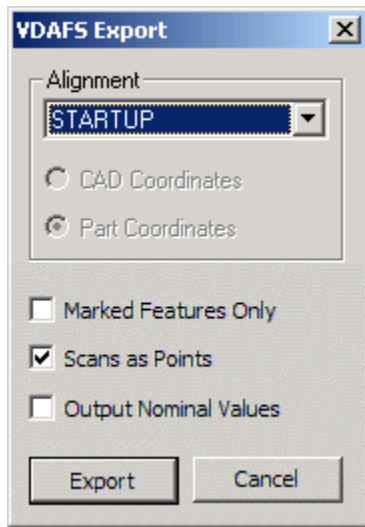 VDAFS Export
Alignment
STARTUP
CAD Coordinates
Part Coordinates
Marked Features Only
Scans as Points
Output Nominal Values
Export Cancel